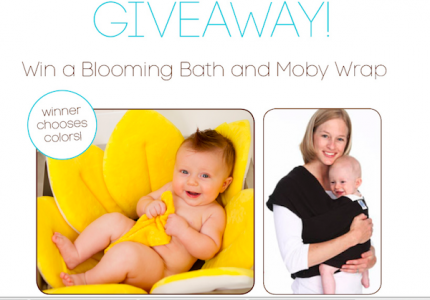 GIVEAWAY!
Win a Blooming Bath and Moby Wrap
winner
chooses
colors!